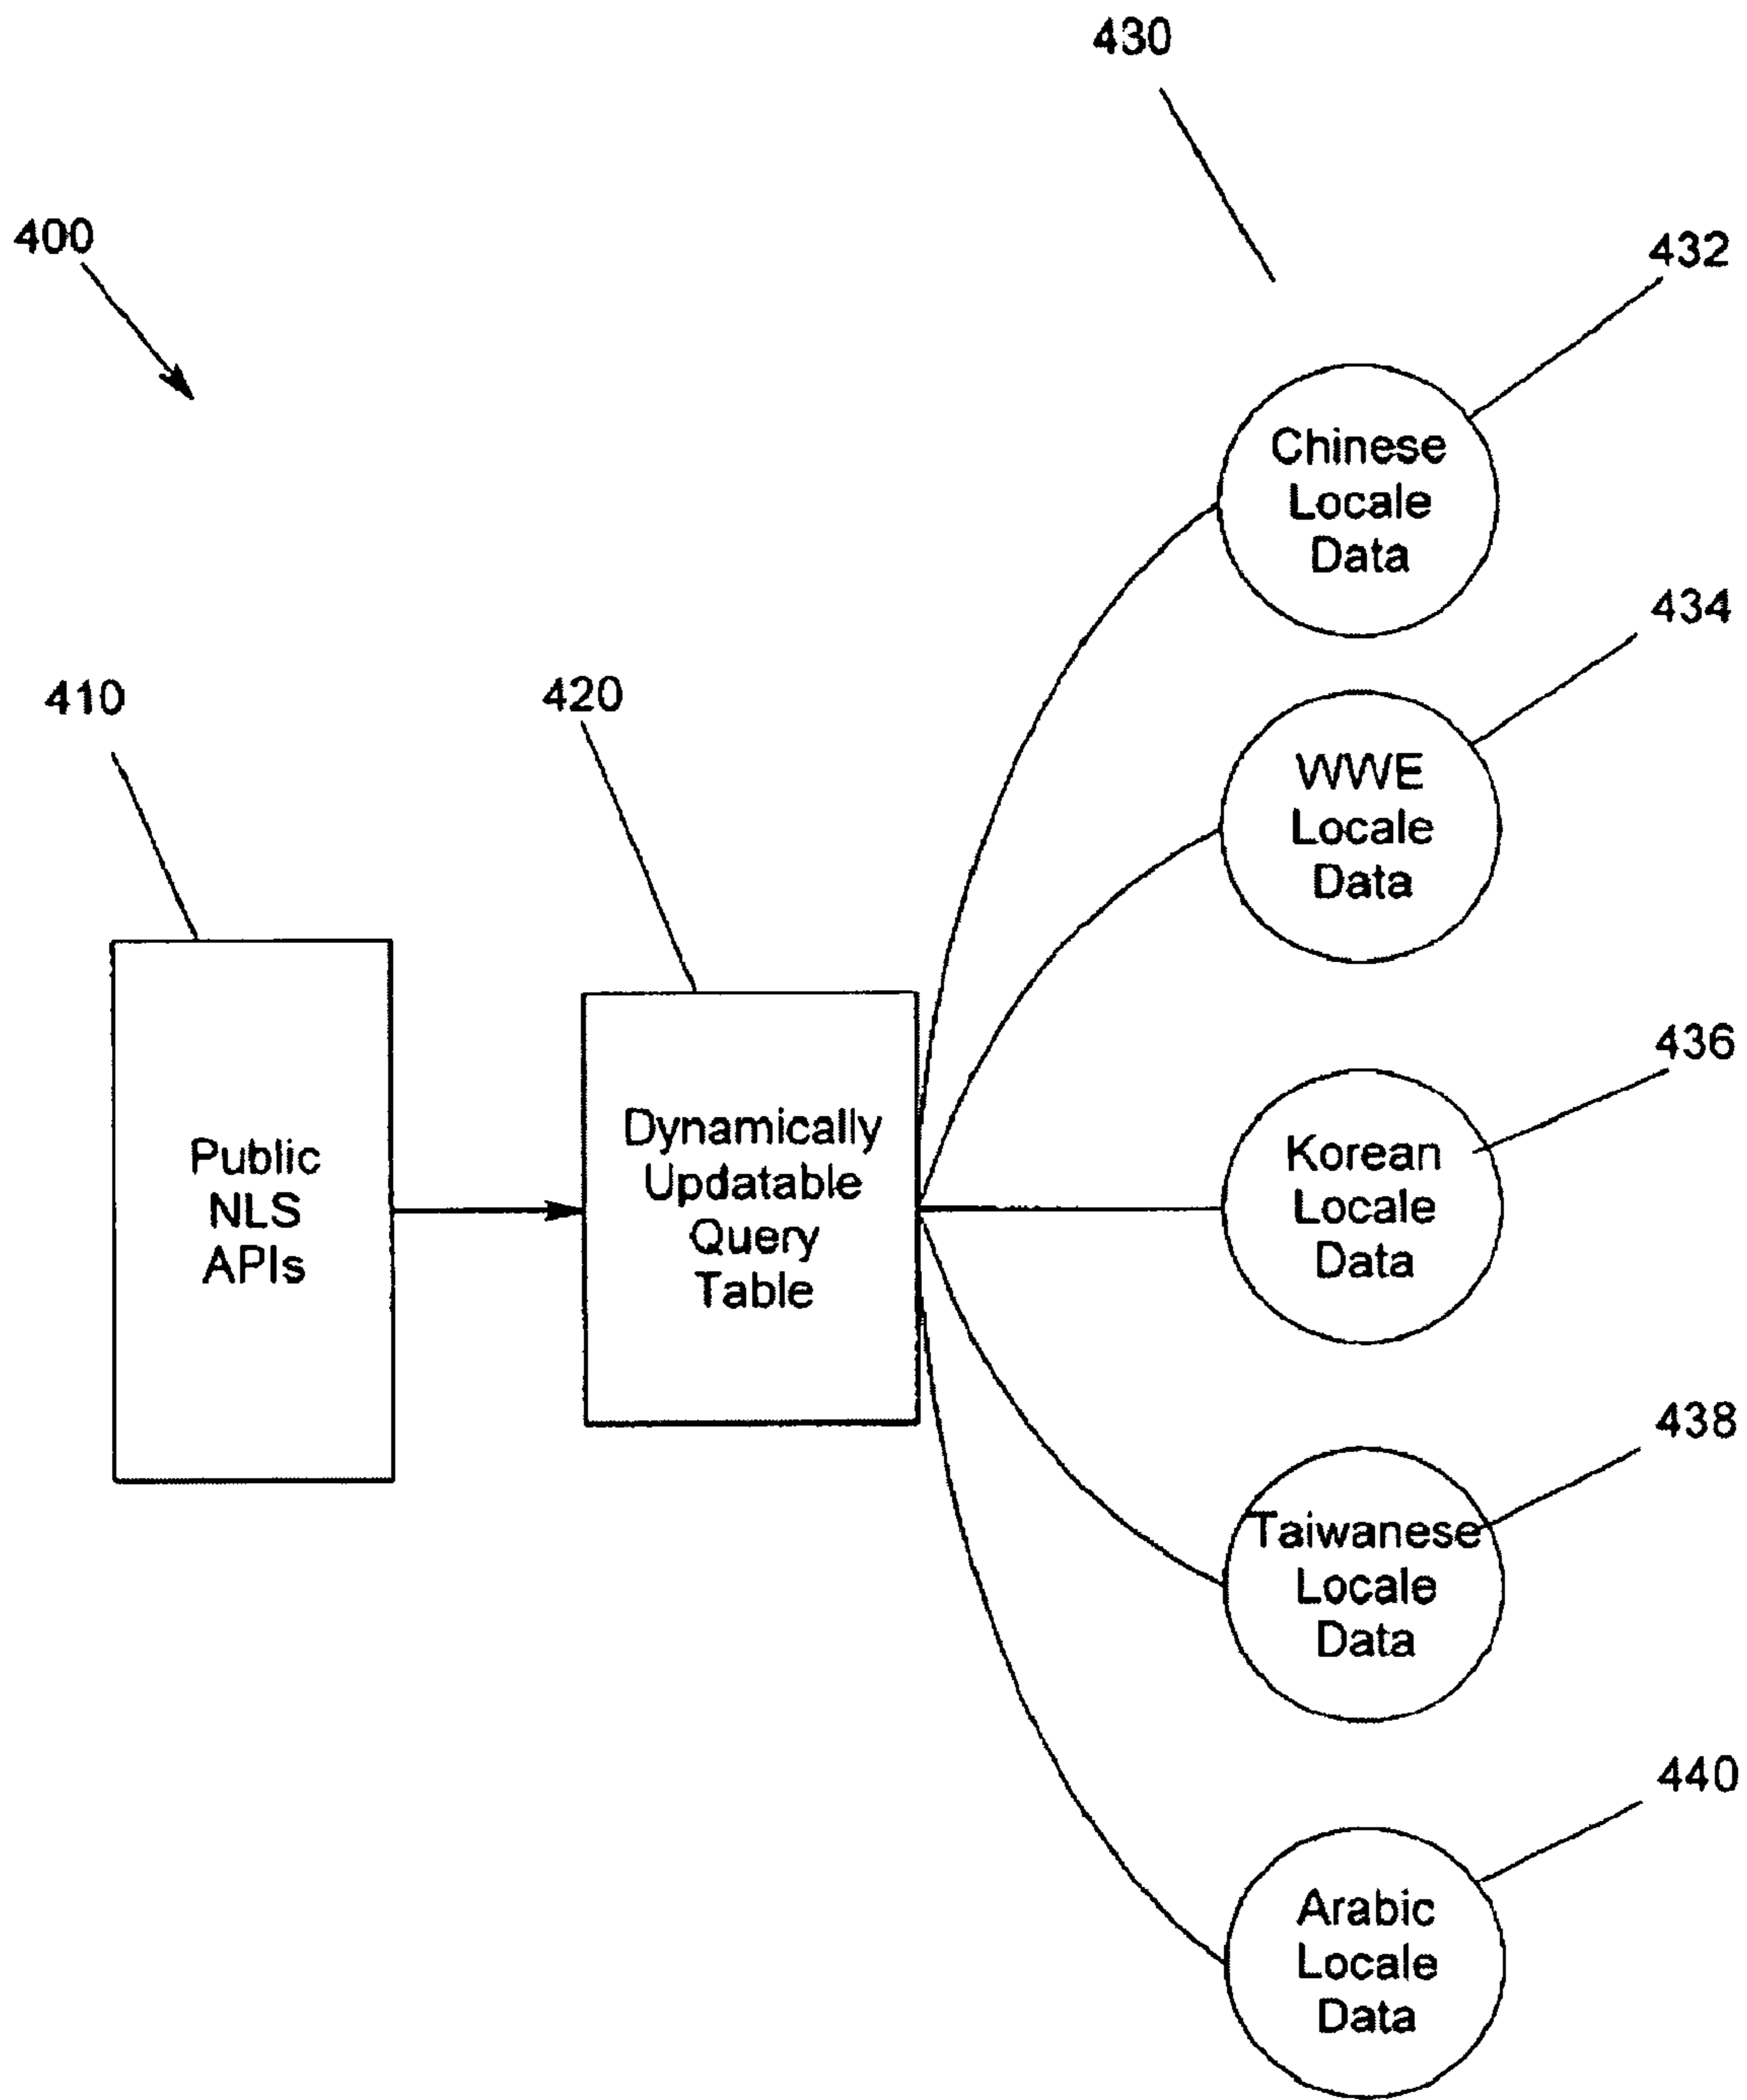 430
400
432
Chinese
Locale
Data
434
WWE
Locale
Data
410
420
436
Public
NLS
APIs
Dynamically
Updatable
Query
Table
Korean
Locale
Data
438
Taiwanese
Locale
Data
440
Arabic
Locale
Data